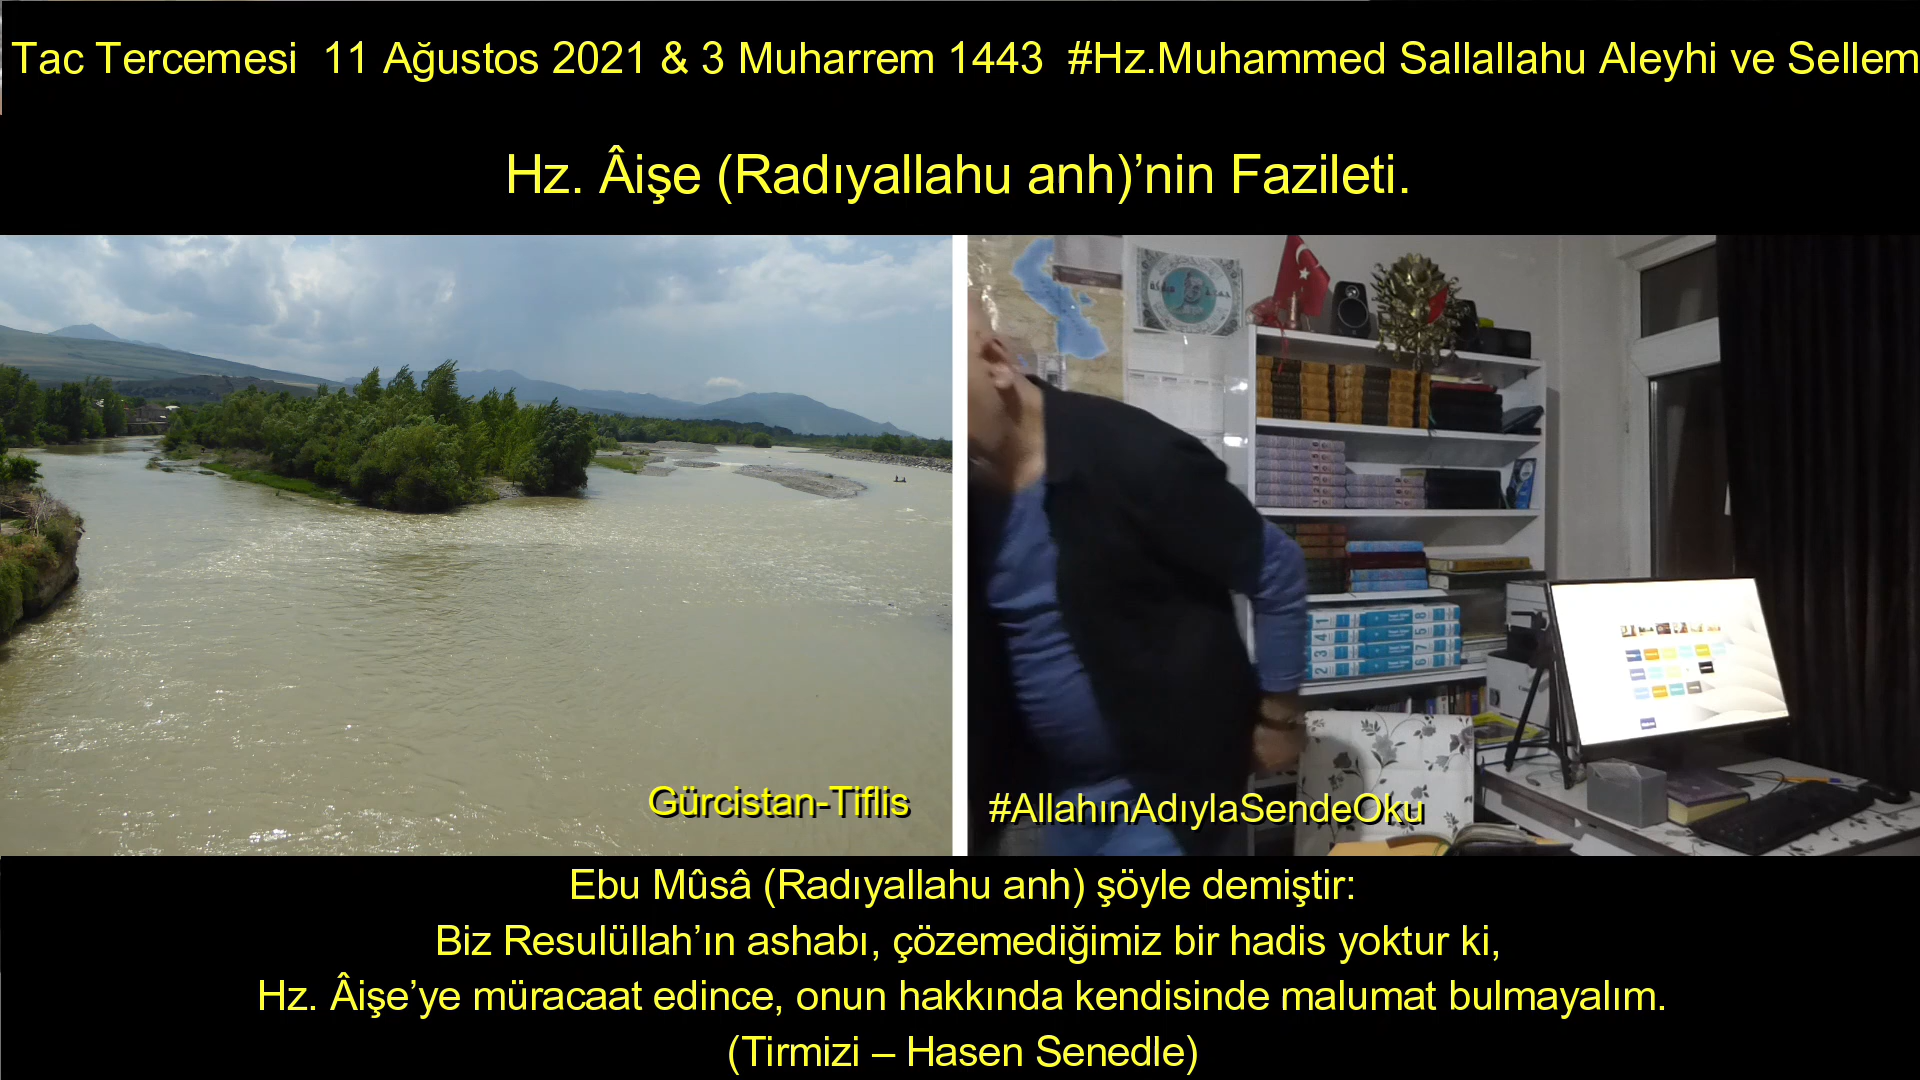 Tac Tercemesi  11 Ağustos 2021 & 3 Muharrem 1443  #Hz.Muhammed Sallallahu Aleyhi ve Sellem
Hz. Âişe (Radıyallahu anh)’nin Fazileti.
Gürcistan-Tiflis
#AllahınAdıylaSendeOku
Ebu Mûsâ (Radıyallahu anh) şöyle demiştir:
Biz Resulüllah’ın ashabı, çözemediğimiz bir hadis yoktur ki,
Hz. Âişe’ye müracaat edince, onun hakkında kendisinde malumat bulmayalım.
(Tirmizi – Hasen Senedle)